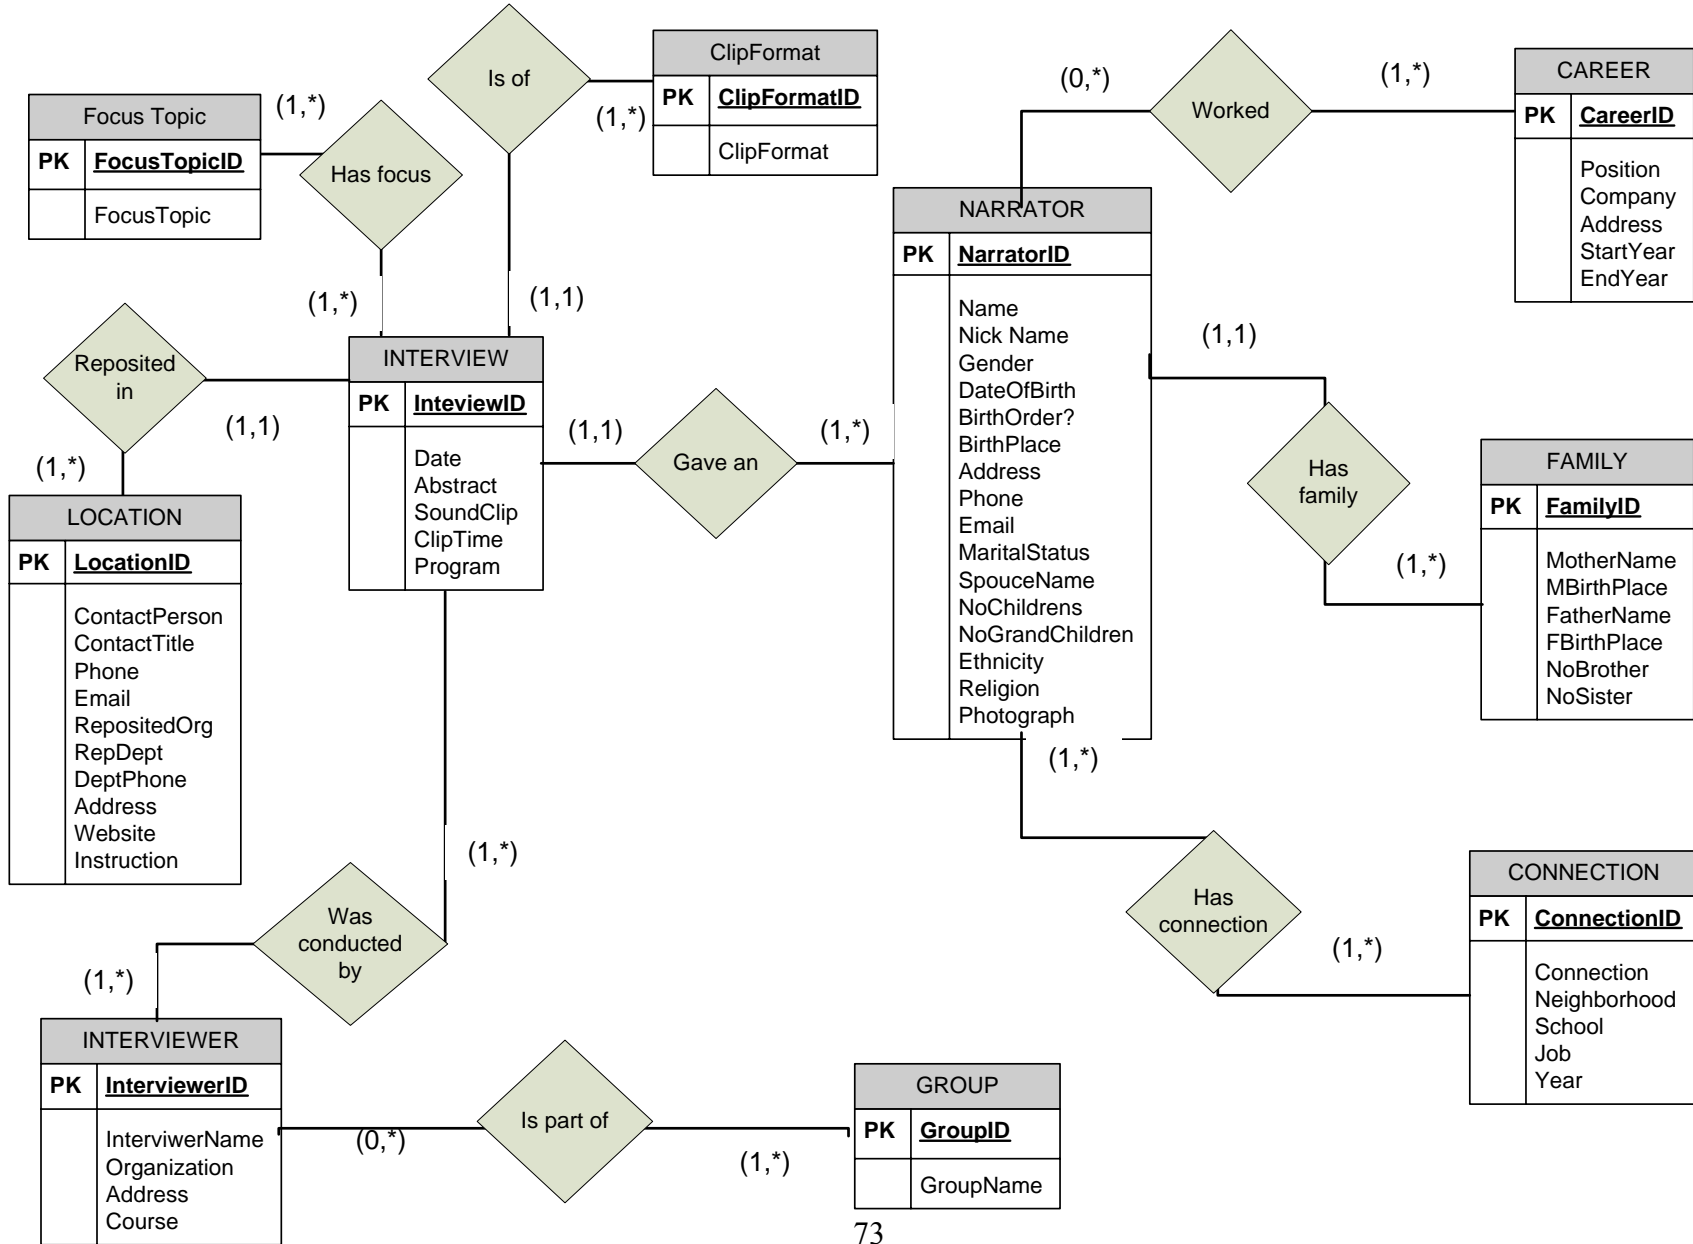 Is of
ClipFormat
PK ClipFormatID
ClipFormat
(1,*)
(1,1)
Focus Topic
PK FocusTopicID
FocusTopic
(1,*)
Has focus
(1,*)
(0,*)
Worked
(1,*)
CAREER
PK CareerID
Position
Company
Address
StartYear
EndYear
NARRATOR
PK NarratorID
Name
Nick Name
Gender
DateOfBirth
BirthOrder?
BirthPlace
Address
Phone
Email
MaritalStatus
SpouceName
NoChildrens
NoGrandChildren
Ethnicity
Religion
Photograph
Reposited
in
(1,1)
(1,*)
INTERVIEW
PK InteviewID
Date
Abstract
SoundClip
ClipTime
Program
(1,1)
Gave an
(1,*)
(1,1)
Has
family
(1,*)
FAMILY
PK FamilyID
MotherName
MBirthPlace
FatherName
FBirthPlace
NoBrother
NoSister
LOCATION
PK LocationID
ContactPerson
ContactTitle
Phone
Email
RepositedOrg
RepDept
DeptPhone
Address
Website
Instruction
(1,*)
Has
connection
(1,*)
CONNECTION
PK ConnectionID
Connection
Neighborhood
School
Job
Year
(1,*)
Was
conducted
by
(1,*)
INTERVIEWER
PK InterviewerID
InterviwerName
Organization
Address
Course
(0,*)
Is part of
(1,*)
GROUP
PK GroupID
GroupName
73